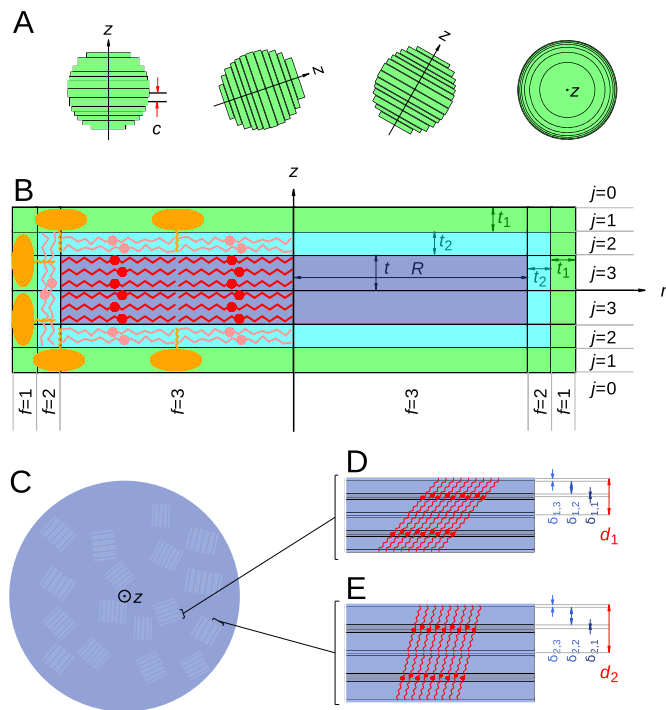 A
z
z
z
z
c
B
z
j=0
t1
j=1
t2
j=2
t
R
t2
t1
j=3
r
j=3
j=2
j=1
j=0
f=1
f=2
f=3
f=3
f=2
f=1
C
z
D
δ1,3
δ1,2
δ1,1
d1
E
δ2,3
δ2,2
δ2,1
d2